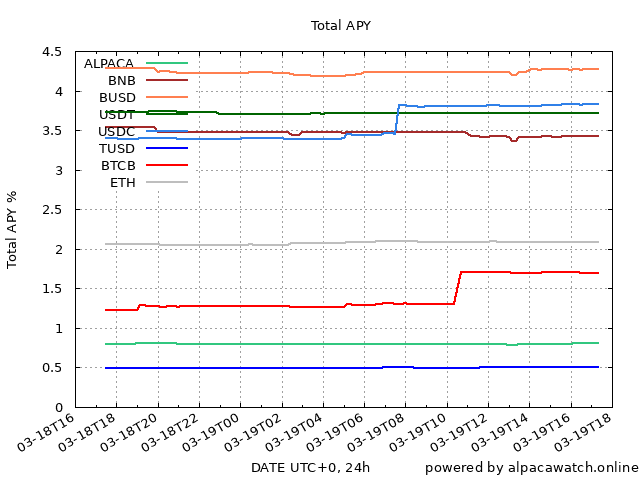 Total APY
Total APY %
4.5
4
3.5
3
2.5
2
1.5
1
0.5
0
ALPACA
BNB
BUSD
USDT
USDC
TUSD
BTCB
ETH
03-18T16
03-18T18
03-18T20
03-18T22
03-19T00
03-19T02
03-19T04
03-19T06
03-19T08
03-19T10
03-19T12
03-19T14
03-19T16
03-19T18
DATE UTC+0, 24h
powered by alpacawatch.online